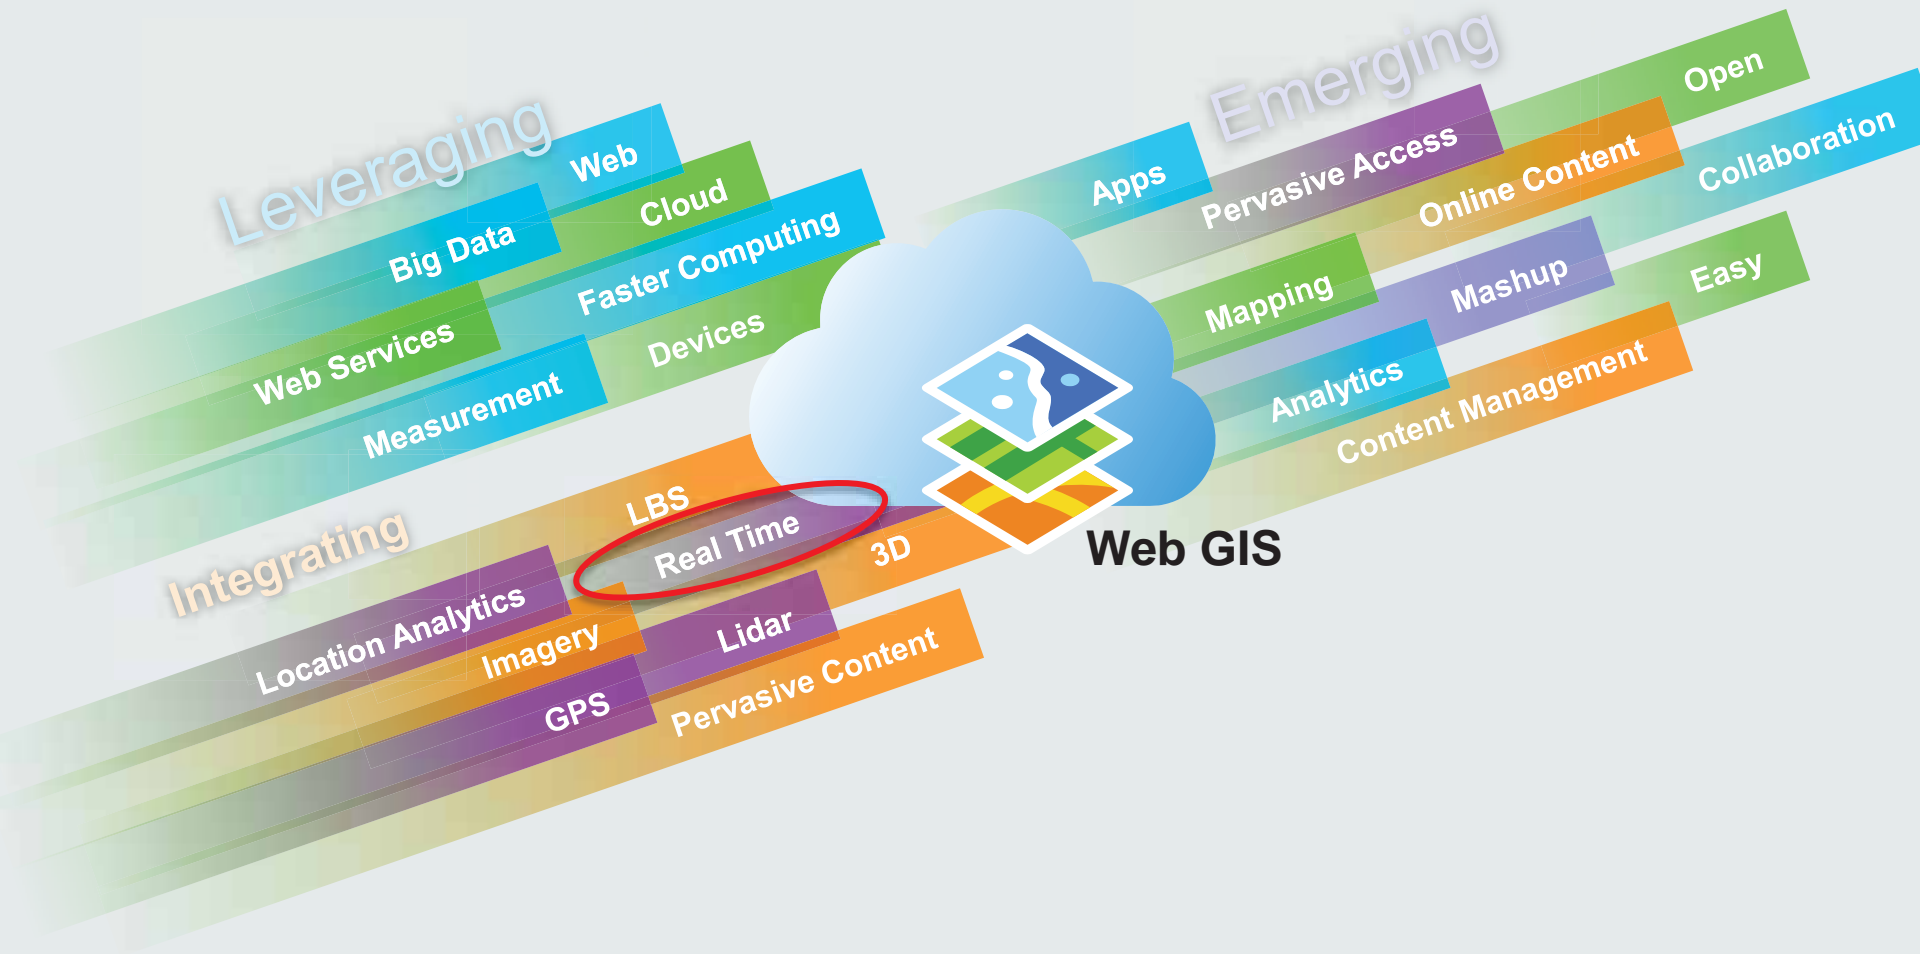 Leveraging
Web
Cloud
Big Data
Faster Computing
Web Services
Devices
Measurement
Integrating
LBS
Real Time
3D
Location Analytics
Imagery
Lidar
GPS
Pervasive Content
Web GIS
Emerging
Open
Apps
Pervasive Access
Online Content
Collaboration
Mapping
Mashup
Easy
Analytics
Content Management